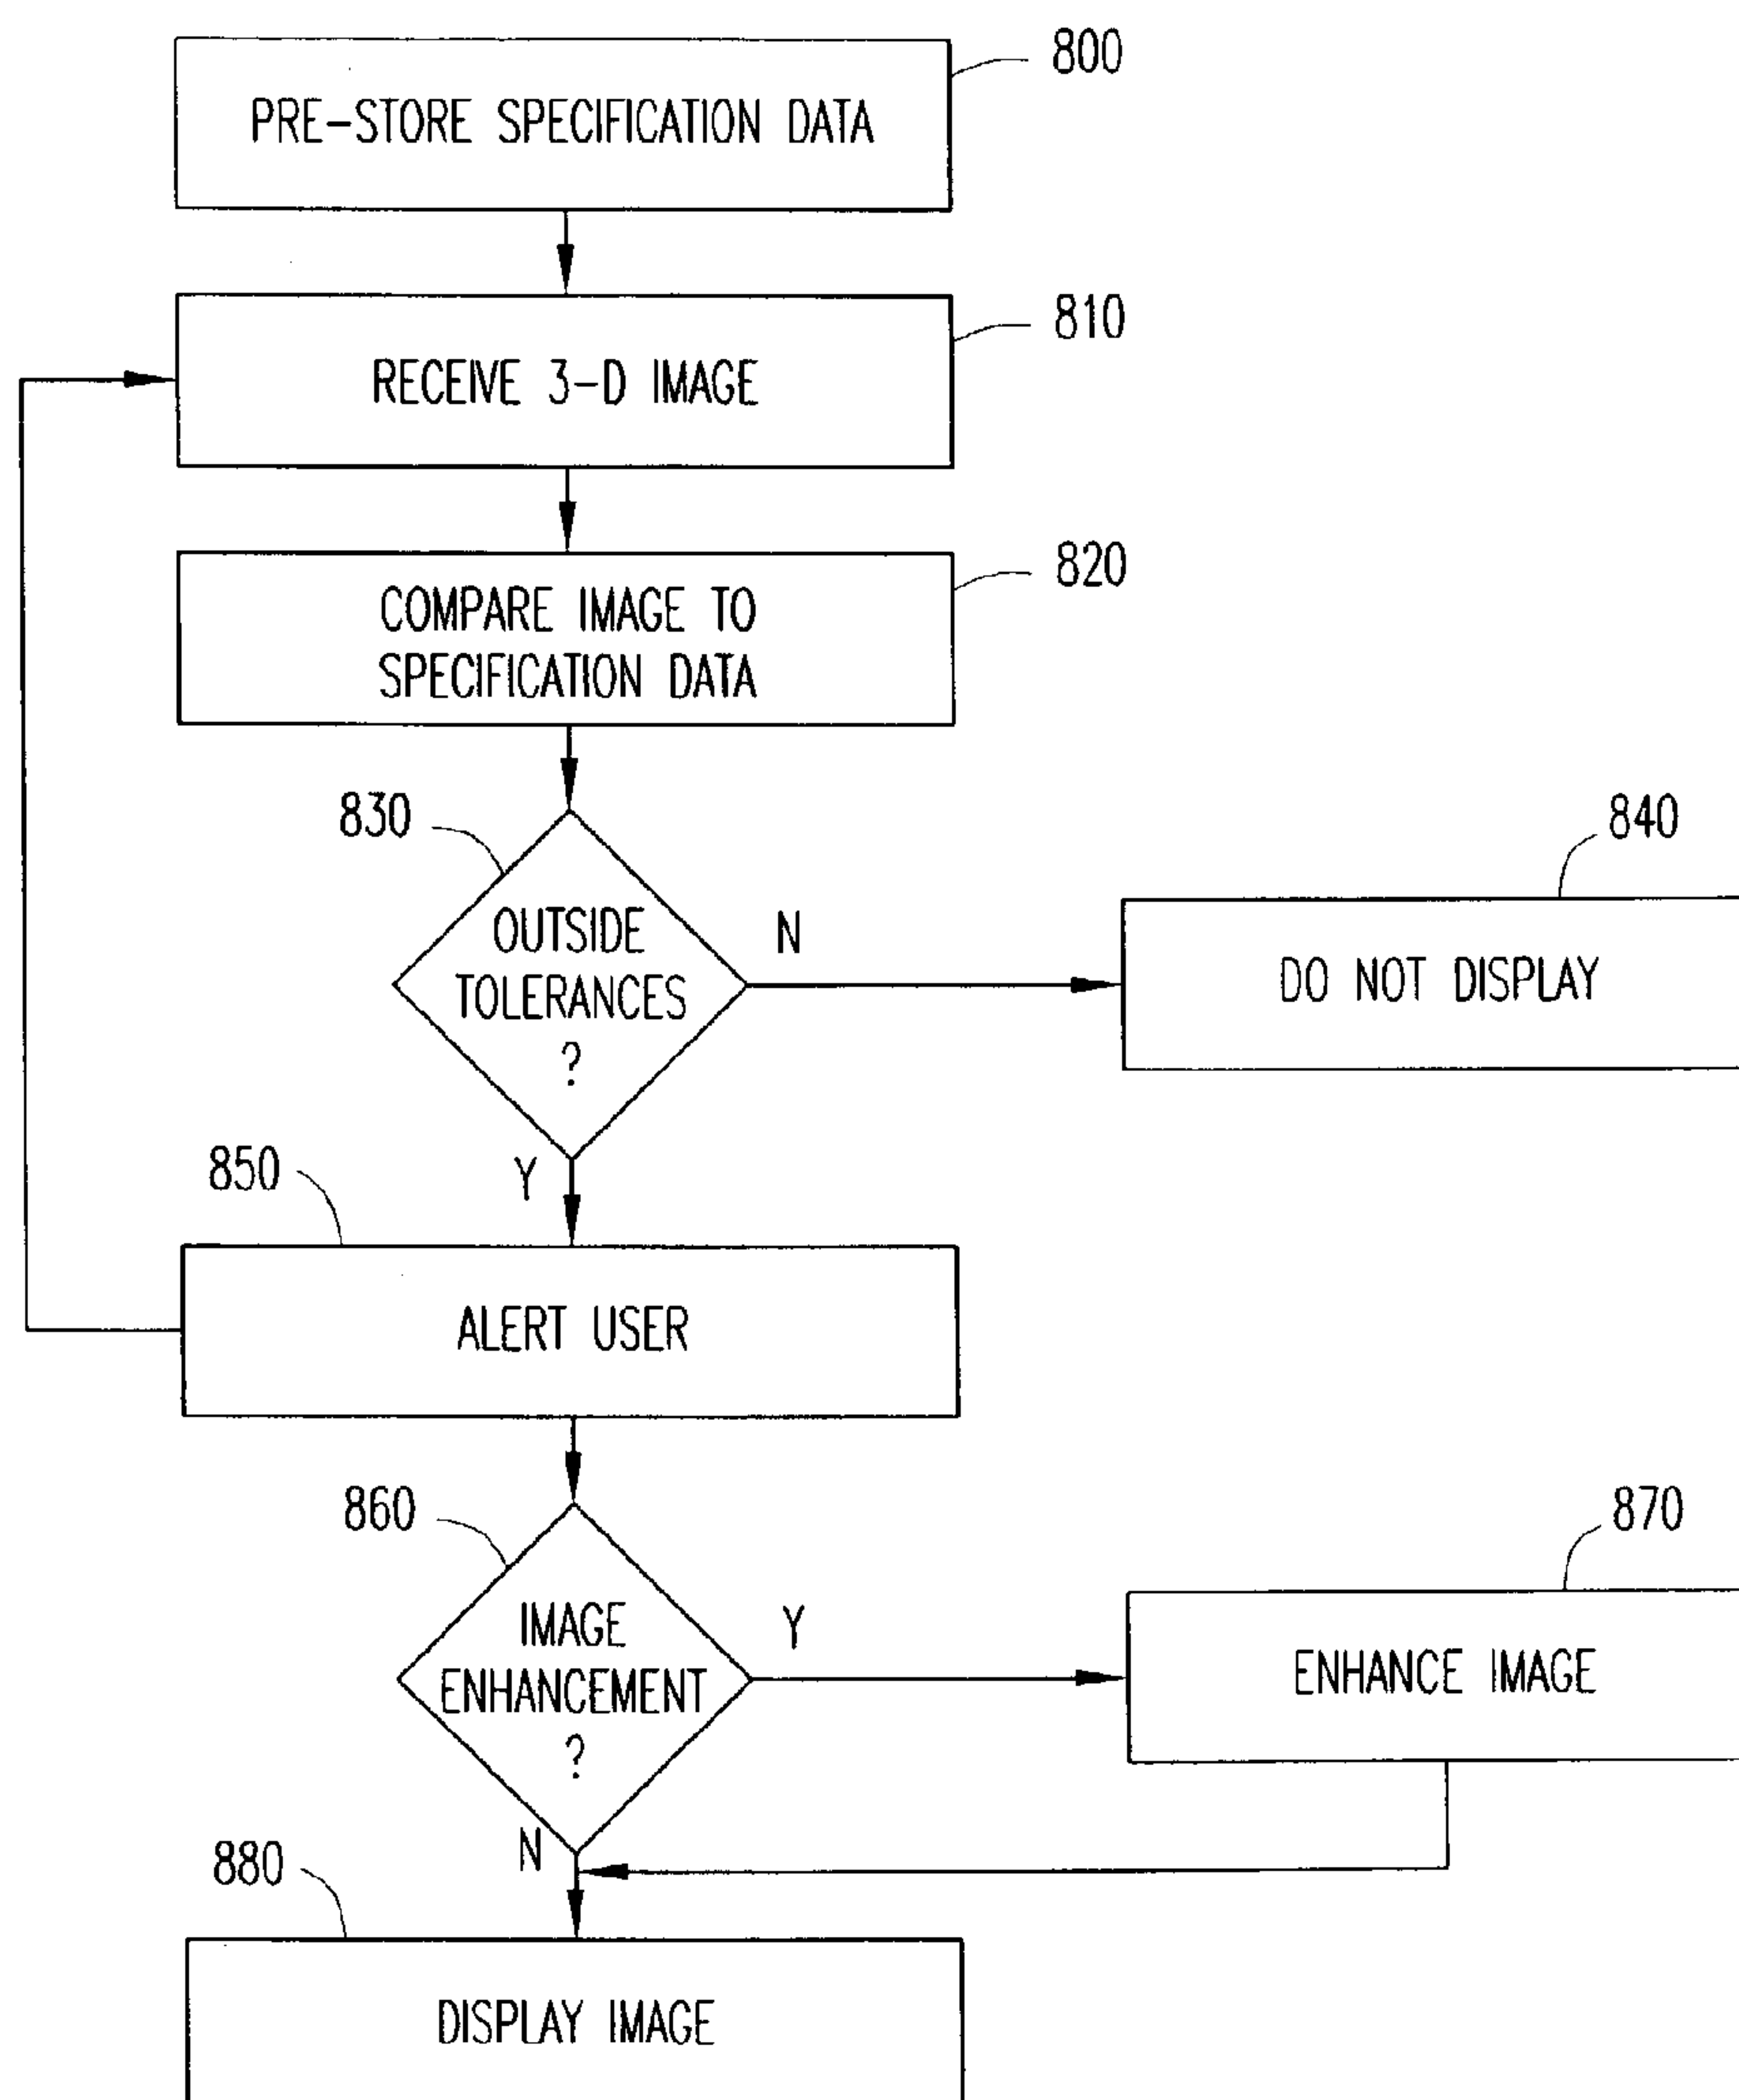 800
PRE-STORE SPECIFICATION DATA
810
RECEIVE 3-D IMAGE
820
COMPARE IMAGE TO
SPECIFICATION DATA
830
OUTSIDE
TOLERANCES
?
N
840
DO NOT DISPLAY
Y
850
ALERT USER
860
IMAGE
ENHANCEMENT
?
Y
870
ENHANCE IMAGE
N
880
DISPLAY IMAGE